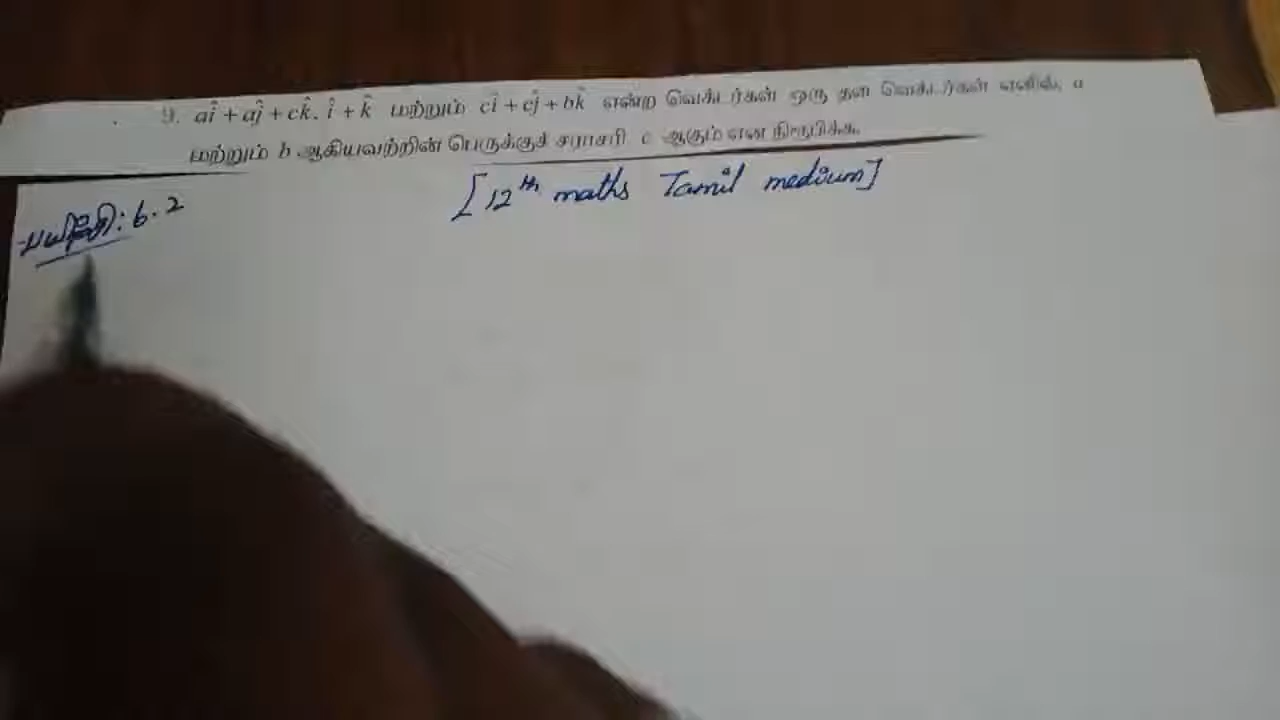 9. aî + aĵ + ck̂, î + k̂ மற்றும் cî + cĵ + bk̂ என்ற வெக்டர்கள் ஒரு தள வெக்டர்கள் எனில், a
மற்றும் b ஆகியவற்றின் பெருக்குச் சராசரி c ஆகும் என நிரூபிக்க.
[12th maths Tamil medium]
பயிற்சி: 6.2